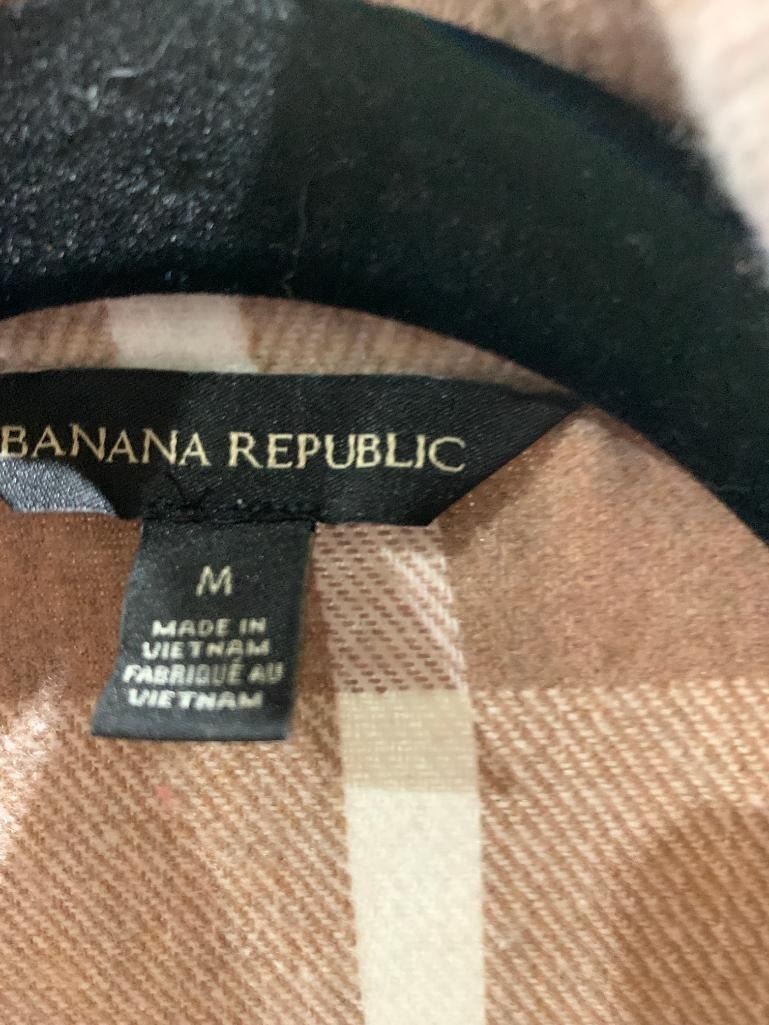 BANANA REPUBLIC
M
MADE IN
VIETNAM
FABRIQUÉ AU
VIETNAM